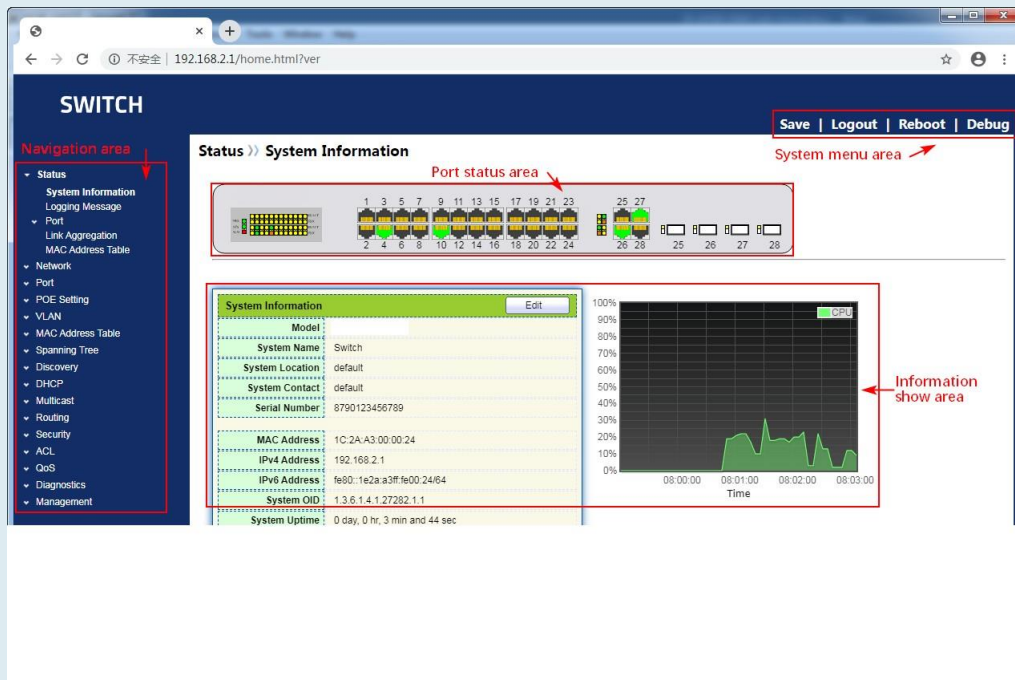 Tools Window Help
不安全 | 192.168.2.1/home.html?ver
SWITCH
Save | Logout | Reboot | Debug
Navigation area
Status 》 System Information
System menu area
Port status area
Status
System Information
Logging Message
Port
Link Aggregation
MAC Address Table
Network
Port
POE Setting
VLAN
MAC Address Table
Spanning Tree
Discovery
DHCP
Multicast
Routing
Security
ACL
QoS
Diagnostics
Management
1 3 5 7 9 11 13 15 17 19 21 23 25 27
2 4 6 8 10 12 14 16 18 20 22 24 26 28 25 26 27 28
System Information Edit
Model
System Name Switch
System Location default
System Contact default
Serial Number 8790123456789
MAC Address 1C:2A:A3:00:00:24
IPv4 Address 192.168.2.1
IPv6 Address fe80::1e2a:a3ff:fe00:24/64
System OID 1.3.6.1.4.1.27282.1.1
System Uptime 0 day, 0 hr, 3 min and 44 sec
CPU
100%
90%
80%
70%
60%
50%
40%
30%
20%
10%
0%
08:00:00 08:01:00 08:02:00 08:03:00
Time
Information
show area